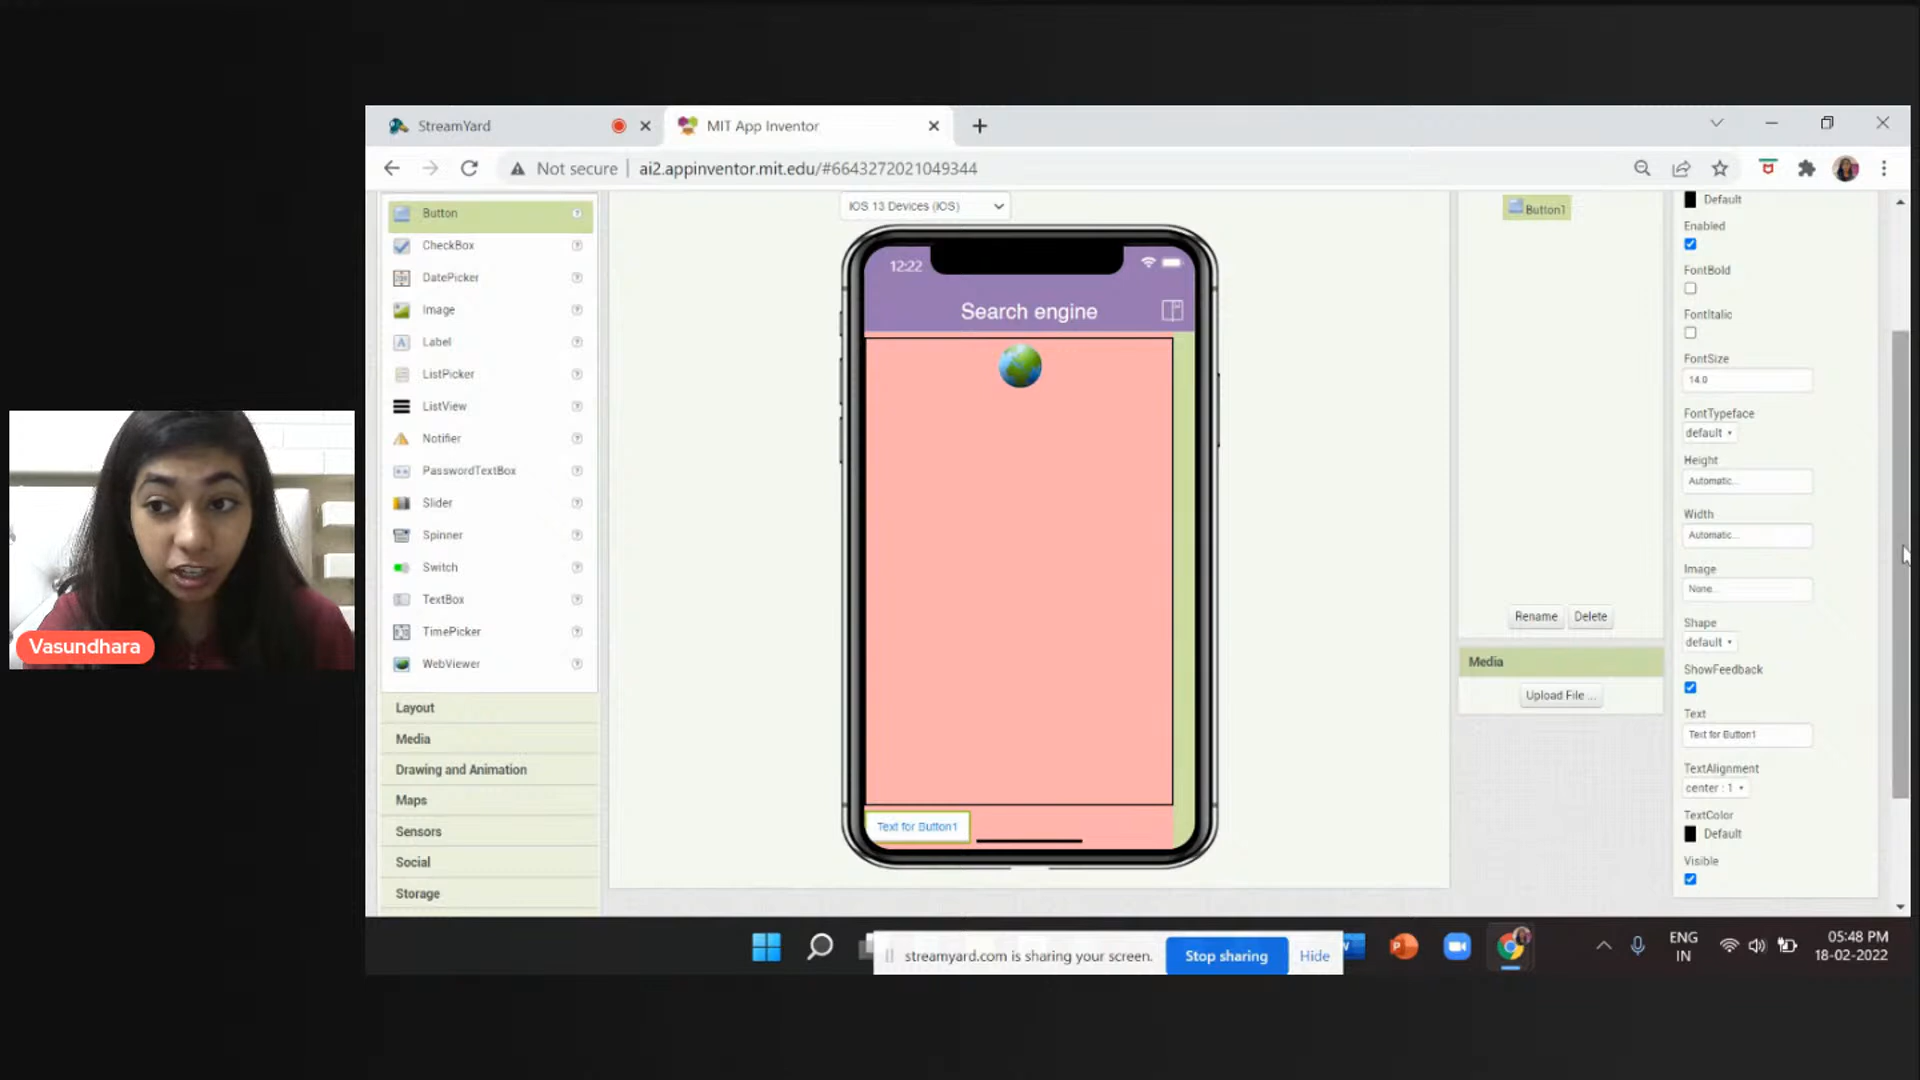 StreamYard
MIT App Inventor
Not secure
ai2.appinventor.mit.edu/#6643272021049344
Button
CheckBox
DatePicker
Image
Label
ListPicker
ListView
Notifier
PasswordTextBox
Slider
Spinner
Switch
TextBox
TimePicker
WebViewer
Layout
Media
Drawing and Animation
Maps
Sensors
Social
Storage
iOS 13 Devices (iOS)
12:22
Search engine
Text for Button1
Button1
Rename Delete
Media
Upload File ...
Default
Enabled
FontBold
FontItalic
FontSize
14.0
FontTypeface
default
Height
Automatic...
Width
Automatic...
Image
None...
Shape
default
ShowFeedback
Text
Text for Button1
TextAlignment
center : 1
TextColor
Default
Visible
Vasundhara
streamyard.com is sharing your screen.
Stop sharing
Hide
ENG
IN
05:48 PM
18-02-2022